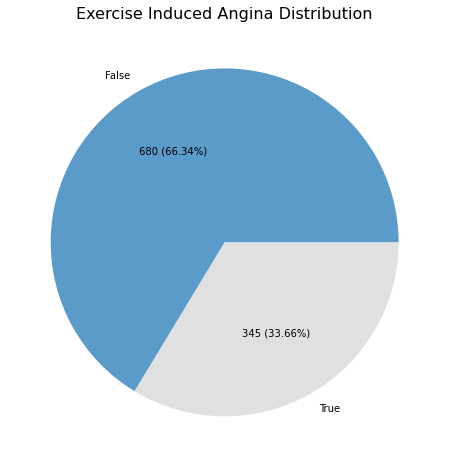 Exercise Induced Angina Distribution
False
680 (66.34%)
345 (33.66%)
True